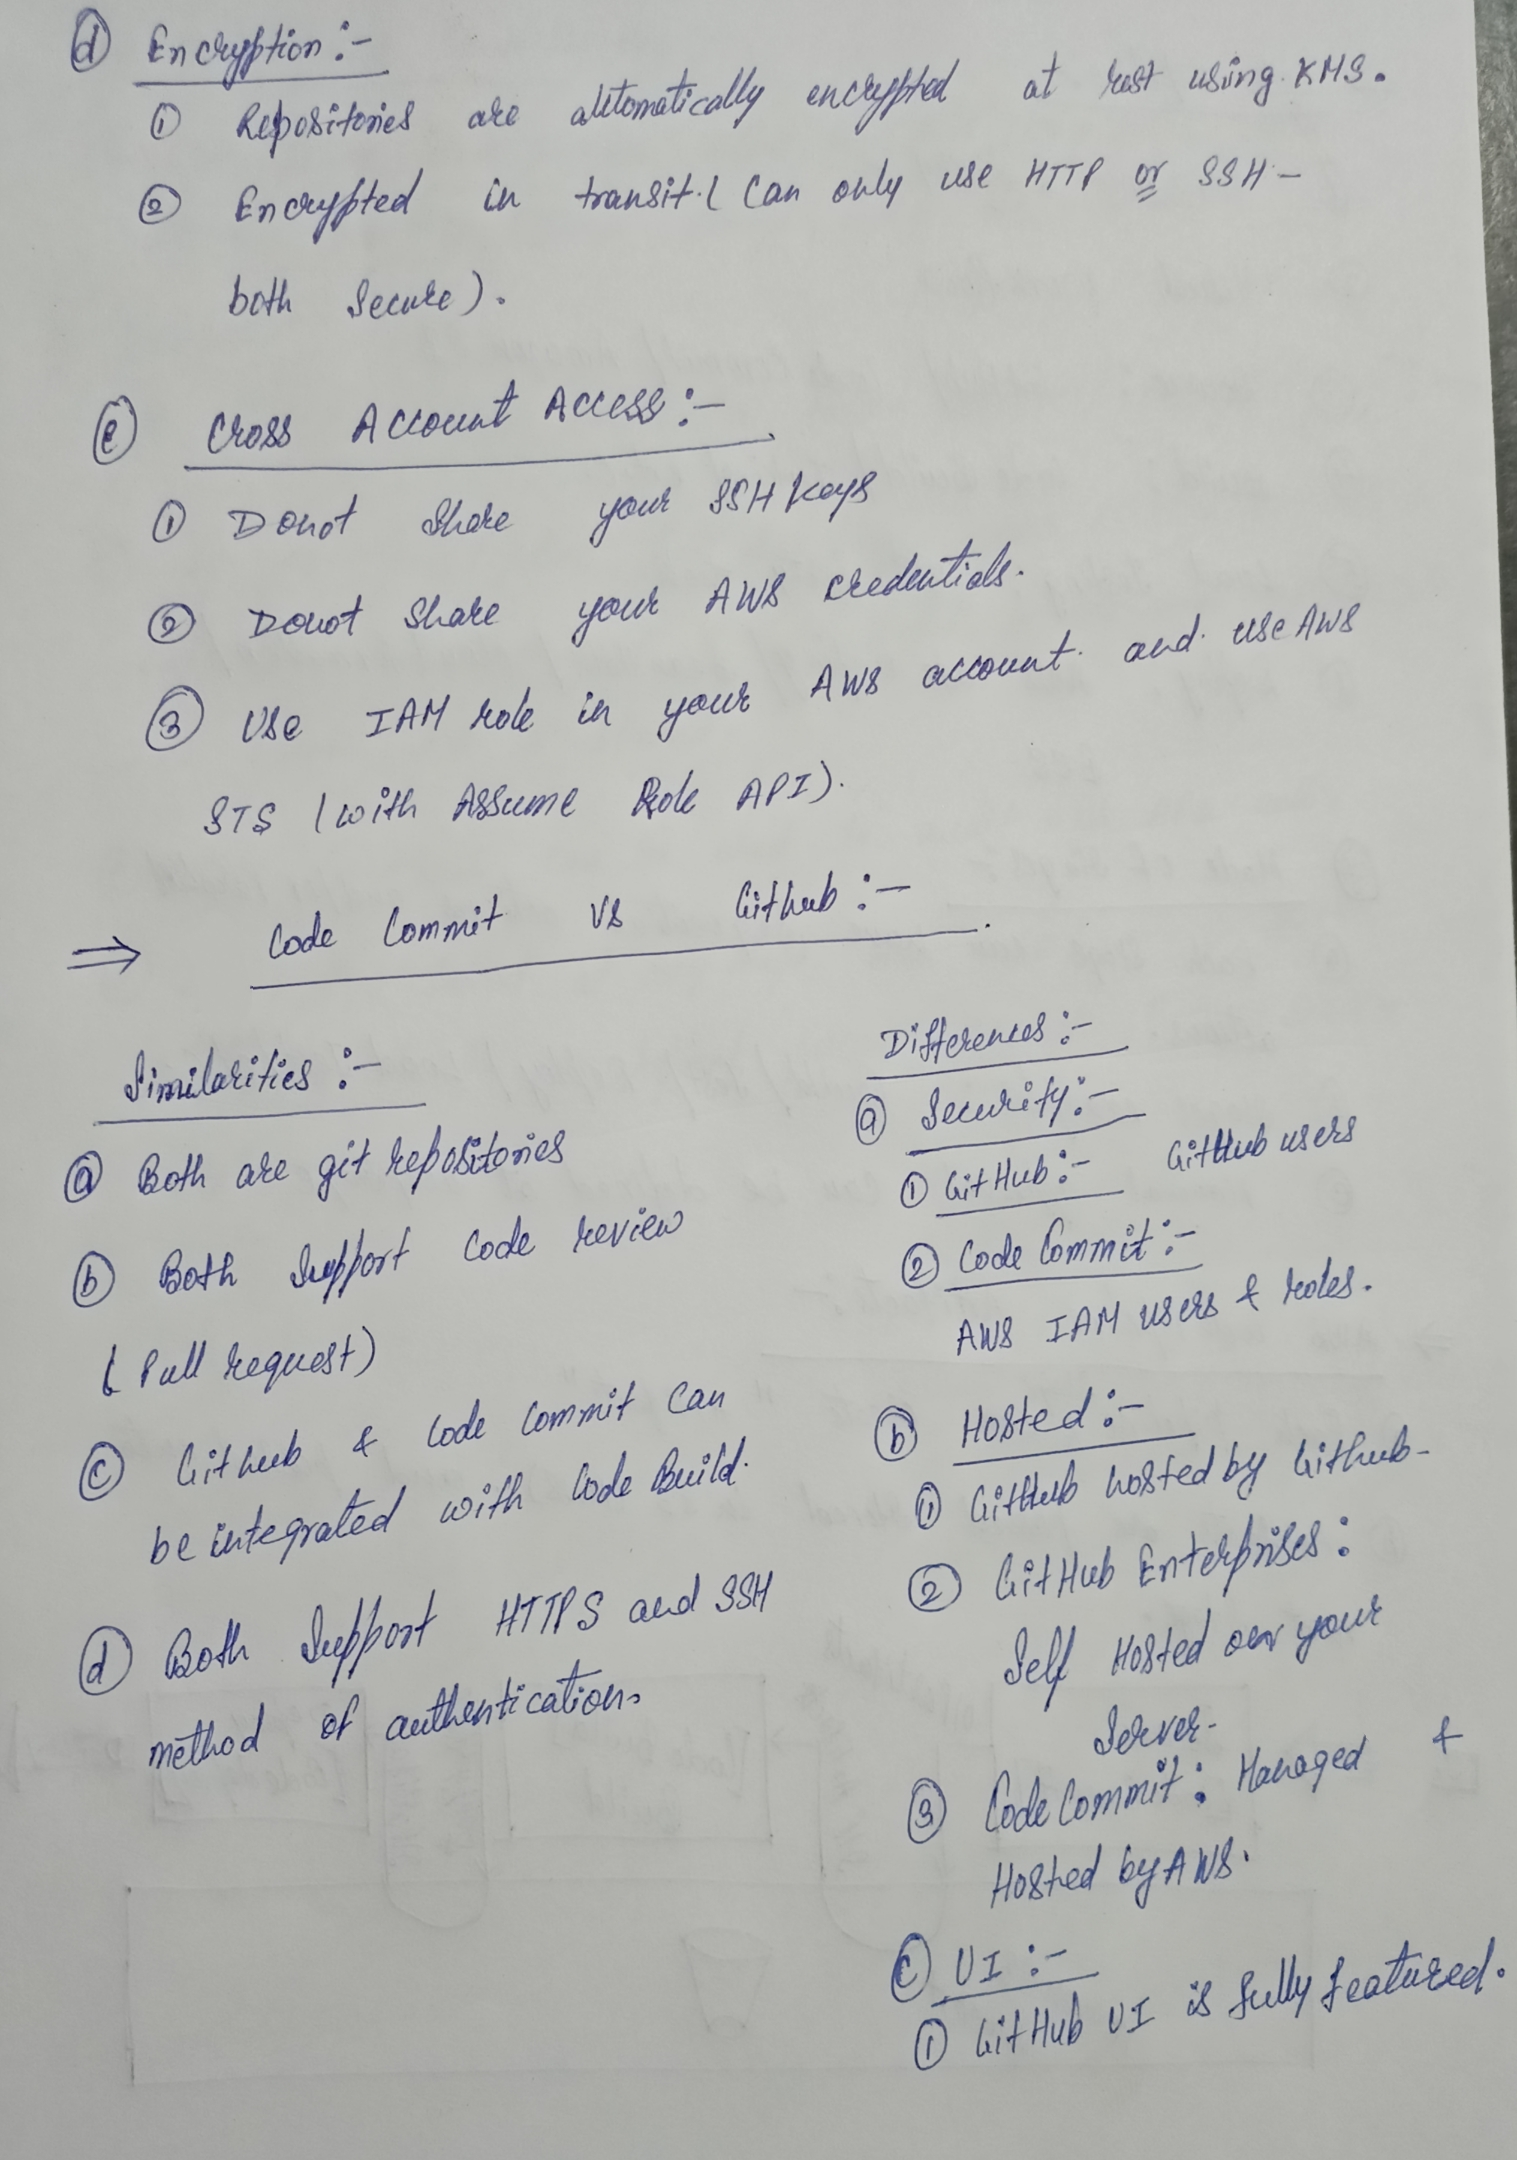 (d) Encryption :-
① Repositories are automatically encrypted at rest using KMS.
② Encrypted in transit. ( Can only use HTTP or SSH -
both Secure).
(e) Cross Account Access :-
① Donot Share your SSH keys
② Donot Share your AWS credentials.
③ Use IAM role in your AWS account. and use AWS
STS (with Assume Role API).
⇒ Code Commit Vs Github :-
Similarities :-
(a) Both are git repositories
(b) Both Support Code review
( Pull request)
(c) Github & Code Commit Can
be integrated with Code Build.
(d) Both Support HTTPS and SSH
method of authentication.
Differences :-
(a) Security :-
① GitHub :- GitHub users
② Code Commit :-
AWS IAM users & roles.
(b) Hosted :-
① GitHub hosted by Github -
② GitHub Enterprises :
Self Hosted over your
Server -
③ Code Commit : Managed &
Hosted by AWS.
(c) UI :-
① GitHub UI is fully featured.